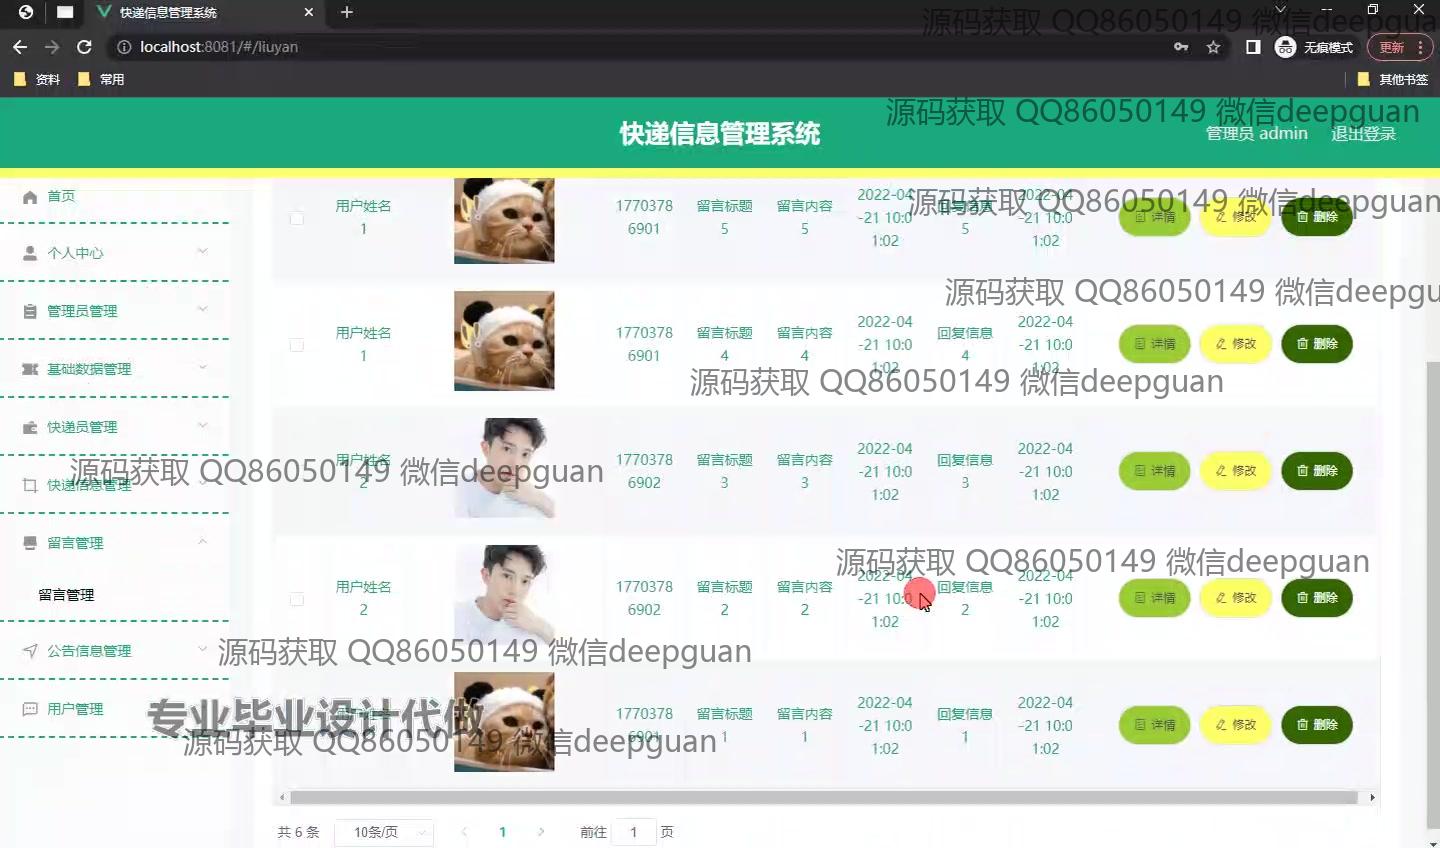 快递信息管理系统
localhost:8081/#/liuyan
无痕模式
更新
资料
常用
其他书签
源码获取 QQ86050149 微信deepgua
快递信息管理系统
源码获取 QQ86050149 微信deepguan
管理员 admin
退出登录
首页
个人中心
管理员管理
基础数据管理
快递员管理
快递信息管理
留言管理
留言管理
公告信息管理
用户管理
用户姓名
1
1770378
6901
留言标题
5
留言内容
5
2022-04
-21 10:0
1:02
5
2022-04
-21 10:0
1:02
详情
修改
删除
源码获取 QQ86050149 微信deepguan
用户姓名
1
1770378
6901
留言标题
4
留言内容
4
2022-04
-21 10:0
1:02
回复信息
4
2022-04
-21 10:0
1:02
详情
修改
删除
源码获取 QQ86050149 微信deepgu
源码获取 QQ86050149 微信deepguan
用户姓名
2
1770378
6902
留言标题
3
留言内容
3
2022-04
-21 10:0
1:02
回复信息
3
2022-04
-21 10:0
1:02
详情
修改
删除
源码获取 QQ86050149 微信deepguan
用户姓名
2
1770378
6902
留言标题
2
留言内容
2
2022-04
-21 10:0
1:02
回复信息
2
2022-04
-21 10:0
1:02
详情
修改
删除
源码获取 QQ86050149 微信deepguan
源码获取 QQ86050149 微信deepguan
1770378
6901
留言标题
1
留言内容
1
2022-04
-21 10:0
1:02
回复信息
1
2022-04
-21 10:0
1:02
详情
修改
删除
专业毕业设计代做
源码获取 QQ86050149 微信deepguan
共 6 条
10条/页
1
前往 1 页